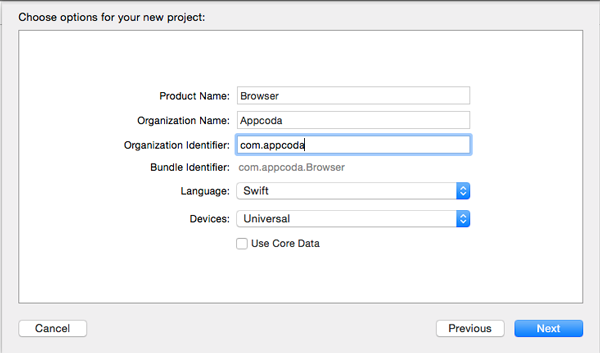 Choose options for your new project:
Product Name: Browser
Organization Name: Appcoda
Organization Identifier: com.appcoda
Bundle Identifier: com.appcoda.Browser
Language: Swift
Devices: Universal
Use Core Data
Cancel Previous Next